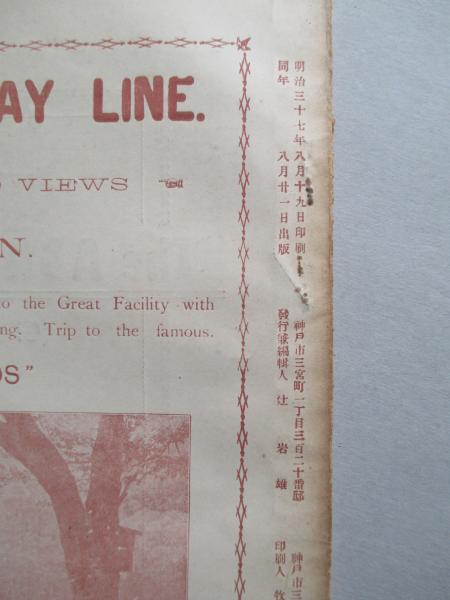 AY LINE.
VIEWS
N.
to the Great Facility with
ng. Trip to the famous.
OS”
明治三十七年八月十九日印刷
同年 八月廿一日出版
神戸市三宮町一丁目三百二十番邸
發行兼編輯人 辻 岩 雄
神戸市三
印刷人 牧